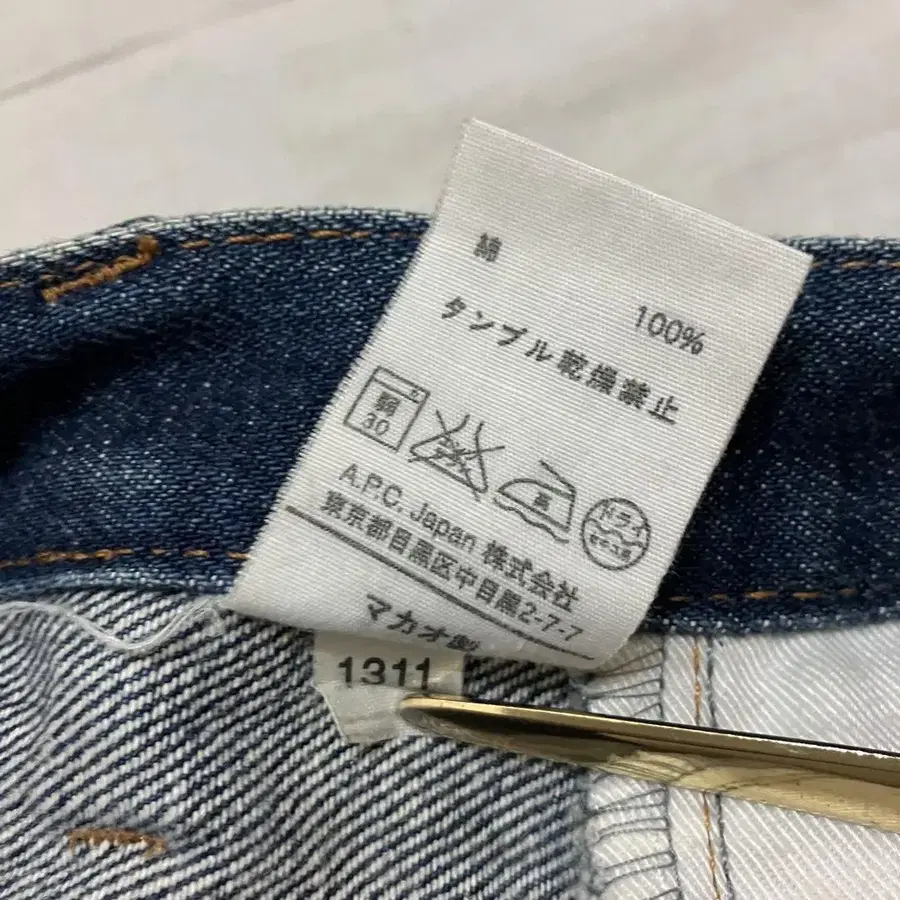 綿
100%
タンブル乾燥禁止
弱
30
ドライ
A.P.C. Japan 株式会社
東京都目黒区中目黒2-7-7
マカオ製
1311